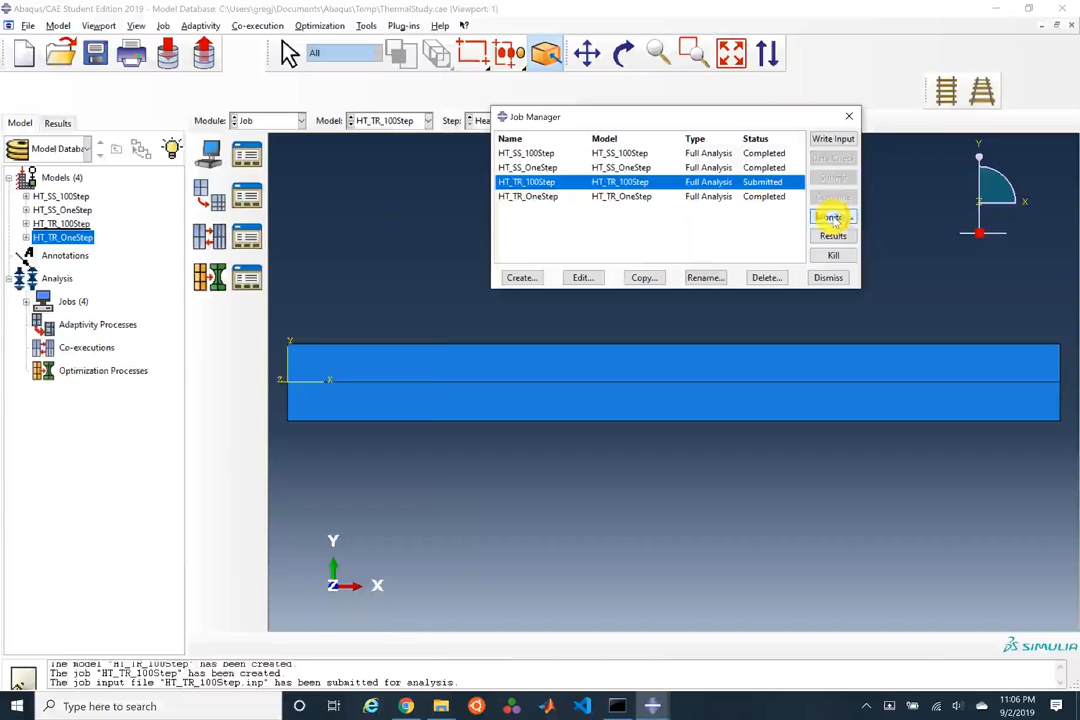 Abaqus/CAE Student Edition 2019 - Model Database: C:\Users\gregj\Documents\Abaqus\Temp\ThermalStudy.cae [Viewport: 1]
File Model Viewport View Job Adaptivity Co-execution Optimization Tools Plug-ins Help
All
Model Results
Module: Job Model: HT_TR_100Step Step: Hea
Model Databa
Models (4)
HT_SS_100Step
HT_SS_OneStep
HT_TR_100Step
HT_TR_OneStep
Annotations
Analysis
Jobs (4)
Adaptivity Processes
Co-executions
Optimization Processes
Job Manager
Name Model Type Status
HT_SS_100Step HT_SS_100Step Full Analysis Completed
HT_SS_OneStep HT_SS_OneStep Full Analysis Completed
HT_TR_100Step HT_TR_100Step Full Analysis Submitted
HT_TR_OneStep HT_TR_OneStep Full Analysis Completed
Write Input
Data Check
Submit
Results
Kill
Create... Edit... Copy... Rename... Delete... Dismiss
Y
X
Z
Y
Z X
Y
Z X
SIMULIA
The model "HT_TR_100Step" has been created.
The job "HT_TR_100Step" has been created.
The job input file "HT_TR_100Step.inp" has been submitted for analysis.
Type here to search
11:06 PM
9/2/2019